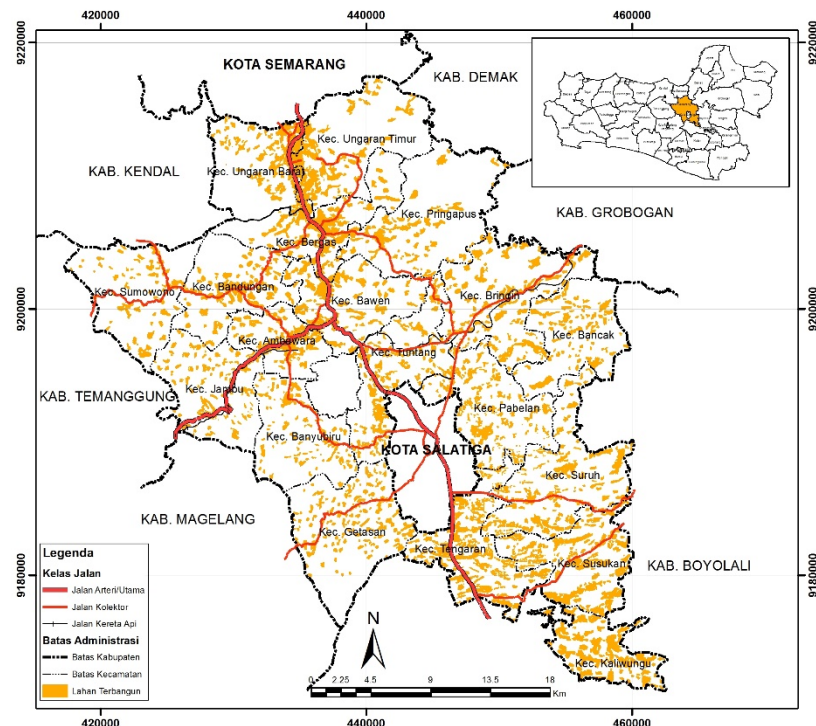 420000
440000
460000
9220000
9220000
KOTA SEMARANG
KAB. DEMAK
Kec. Ungaran Timur
KAB. KENDAL
Kec. Ungaran Barat
Kec. Pringapus
KAB. GROBOGAN
Kec. Bergas
Kec. Sumowono
Kec. Bandungan
Kec. Bringin
9200000
9200000
Kec. Bawen
Kec. Bancak
Kec. Ambawara
Kec. Tuntang
KAB. TEMANGGUNG
Kec. Jambu
Kec. Pabelan
Kec. Banyubiru
KOTA SALATIGA
Kec. Suruh
KAB. MAGELANG
Kec. Getasan
Kec. Tengaran
Kec. Susukan
KAB. BOYOLALI
9180000
9180000
Kec. Kaliwungu
Legenda
Kelas Jalan
Jalan Arteri/Utama
Jalan Kolektor
Jalan Kereta Api
Batas Administrasi
Batas Kabupaten
Batas Kecamatan
Lahan Terbangun
N
0 2.25 4.5 9 13.5 18
Km
420000
440000
460000